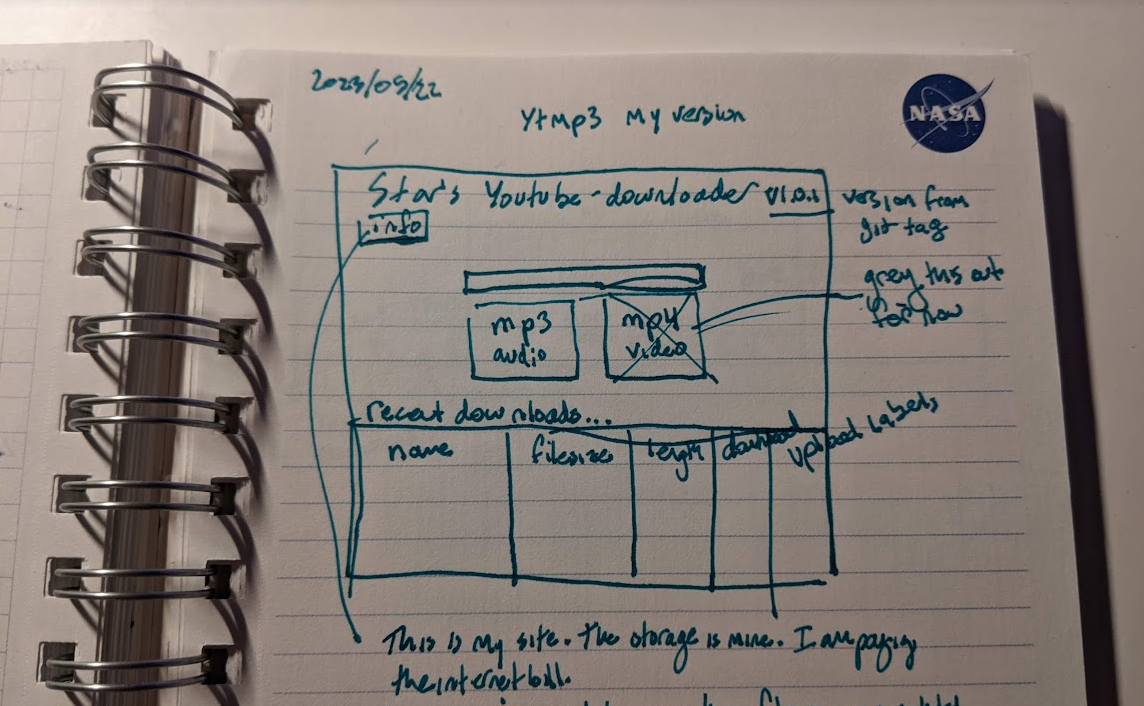 2023/09/22
NASA
YtMp3 My version
Star's Youtube-downloader v1.0.1
version from
git tag
info
grey this out
for now
mp3
audio
mp4
video
recent downloads...
name filesize length download upload labels
This is my site. The storage is mine. I am paying
the internet bill.